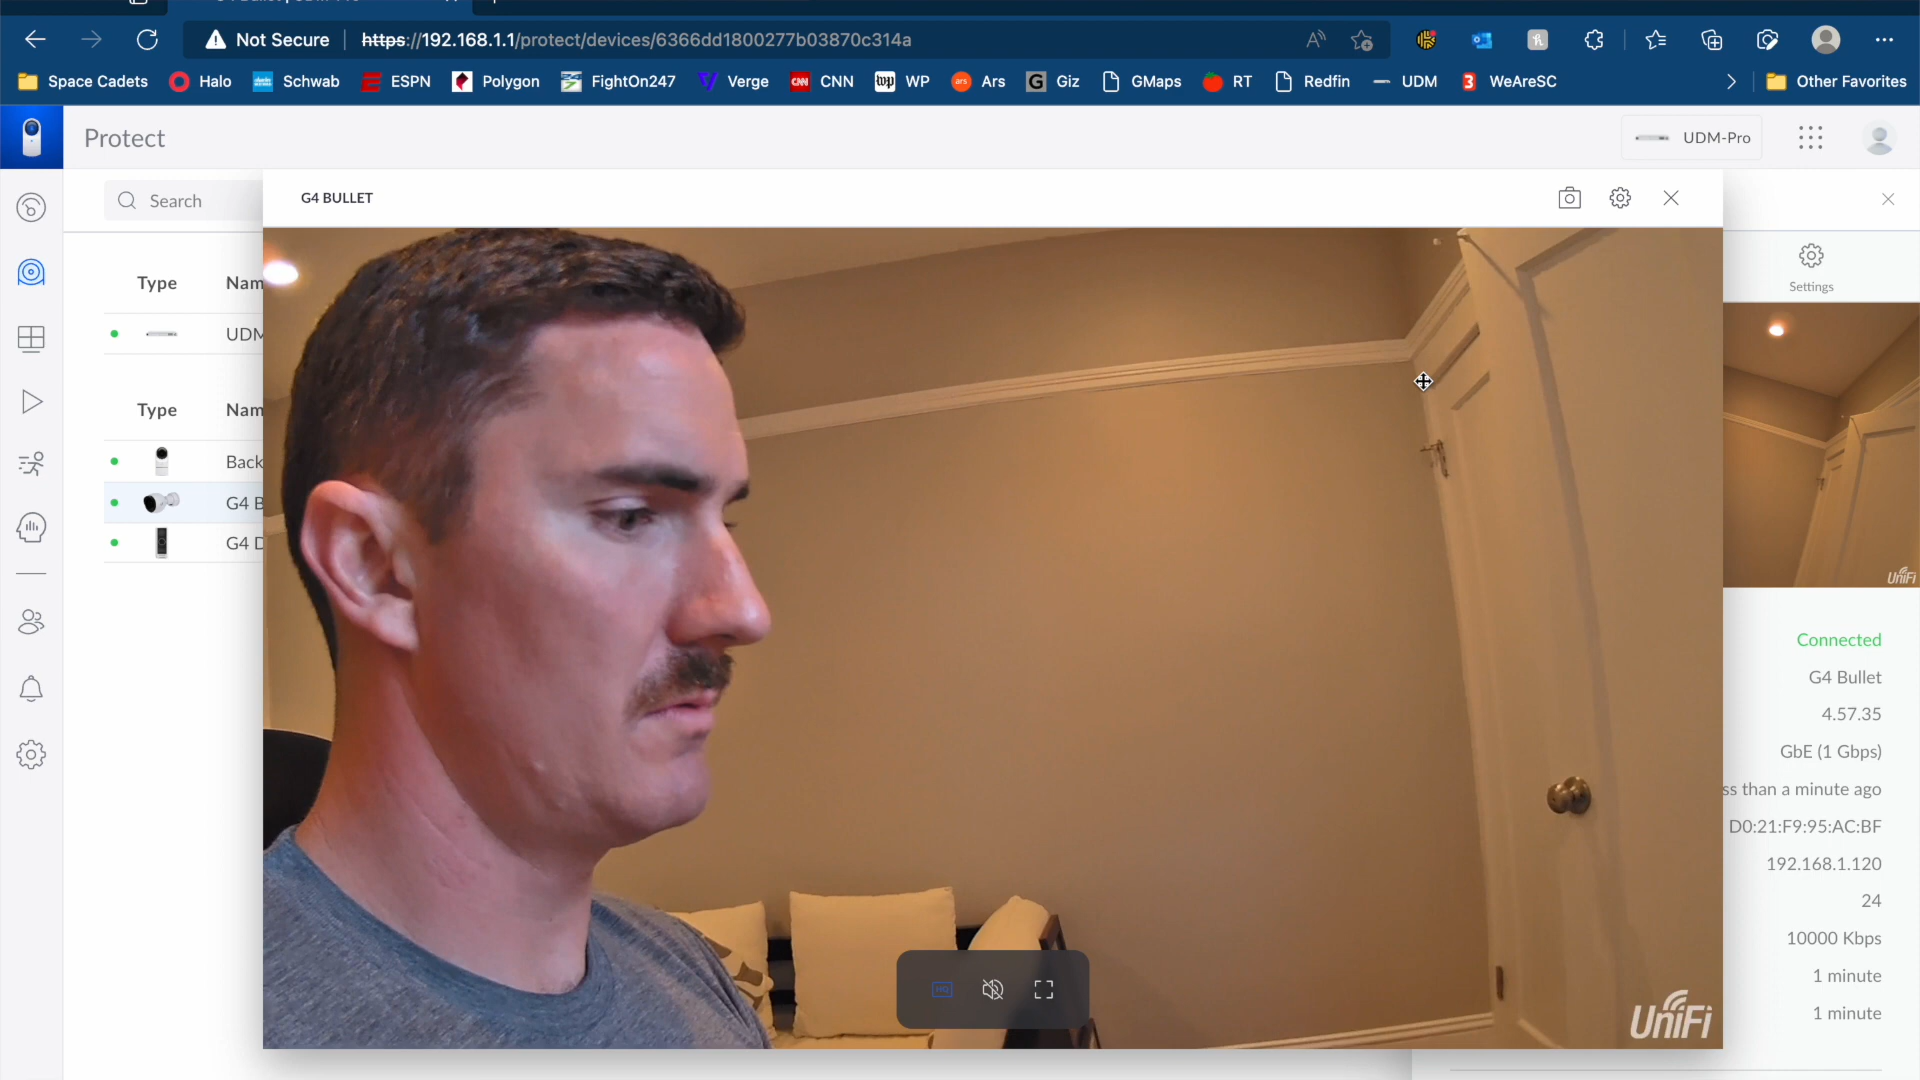 Not Secure
https://192.168.1.1/protect/devices/6366dd1800277b03870c314a
Space Cadets
Halo
Schwab
ESPN
Polygon
FightOn247
Verge
CNN
WP
Ars
Giz
GMaps
RT
Redfin
UDM
WeAreSC
Other Favorites
Protect
UDM-Pro
Search
G4 BULLET
Settings
Type
Nam
UDM
Type
Nam
Back
G4 B
G4 D
UniFi
Connected
G4 Bullet
4.57.35
GbE (1 Gbps)
ss than a minute ago
D0:21:F9:95:AC:BF
192.168.1.120
24
10000 Kbps
1 minute
1 minute
HQ
UniFi